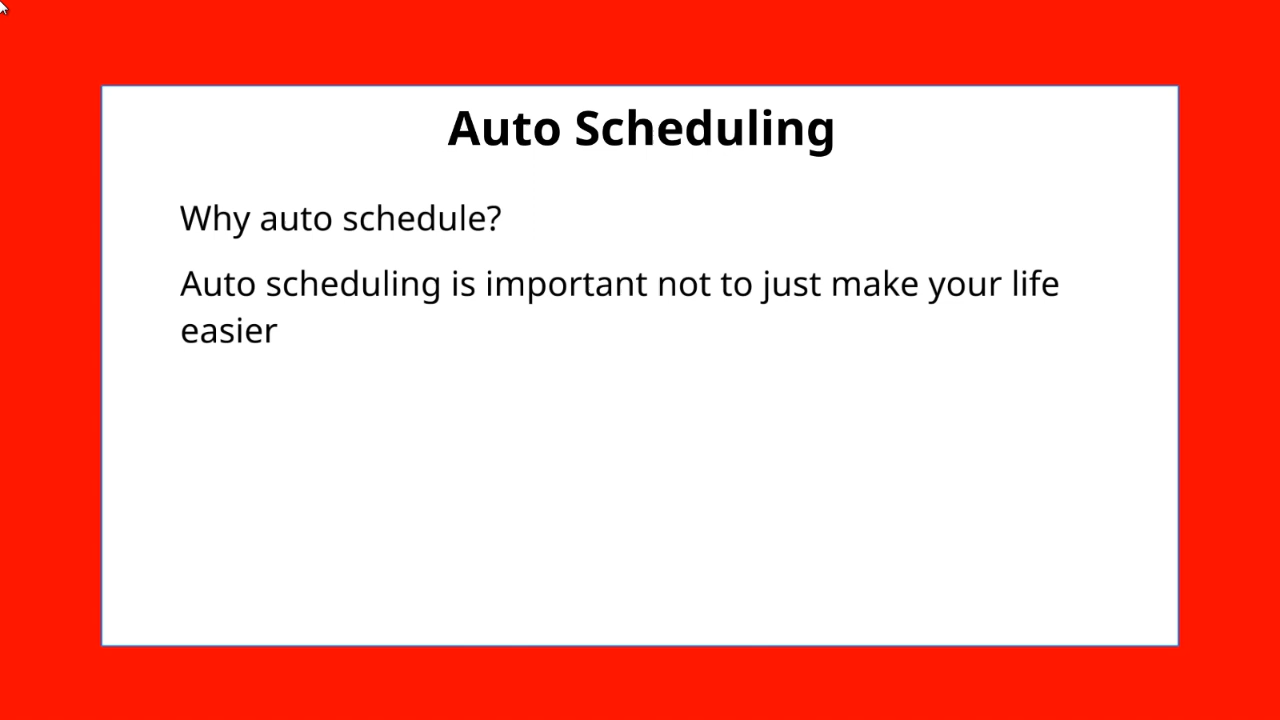 Auto Scheduling
Why auto schedule?
Auto scheduling is important not to just make your life
easier